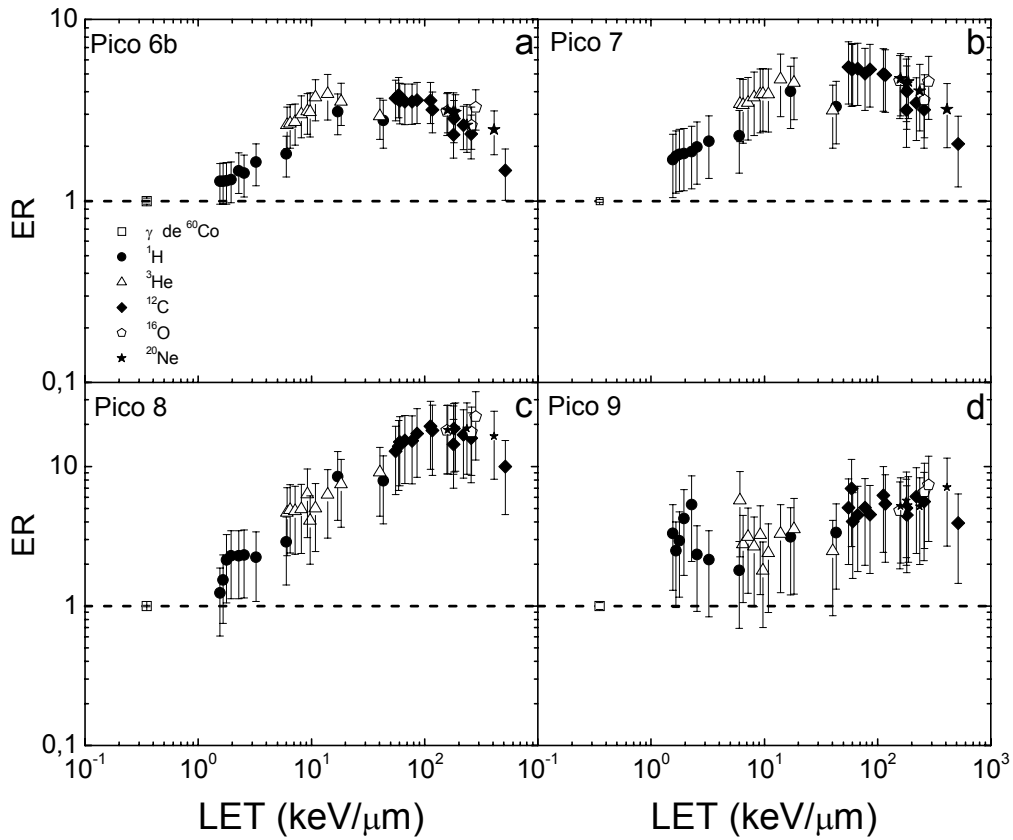 10
Pico 6b
a
Pico 7
b
ER
1
γ de ⁶⁰Co
¹H
³He
¹²C
¹⁶O
²⁰Ne
0,1
Pico 8
c
Pico 9
d
10
ER
1
0,1
10⁻¹ 10⁰ 10¹ 10² 10⁻¹ 10⁰ 10¹ 10² 10³
LET (keV/μm) LET (keV/μm)